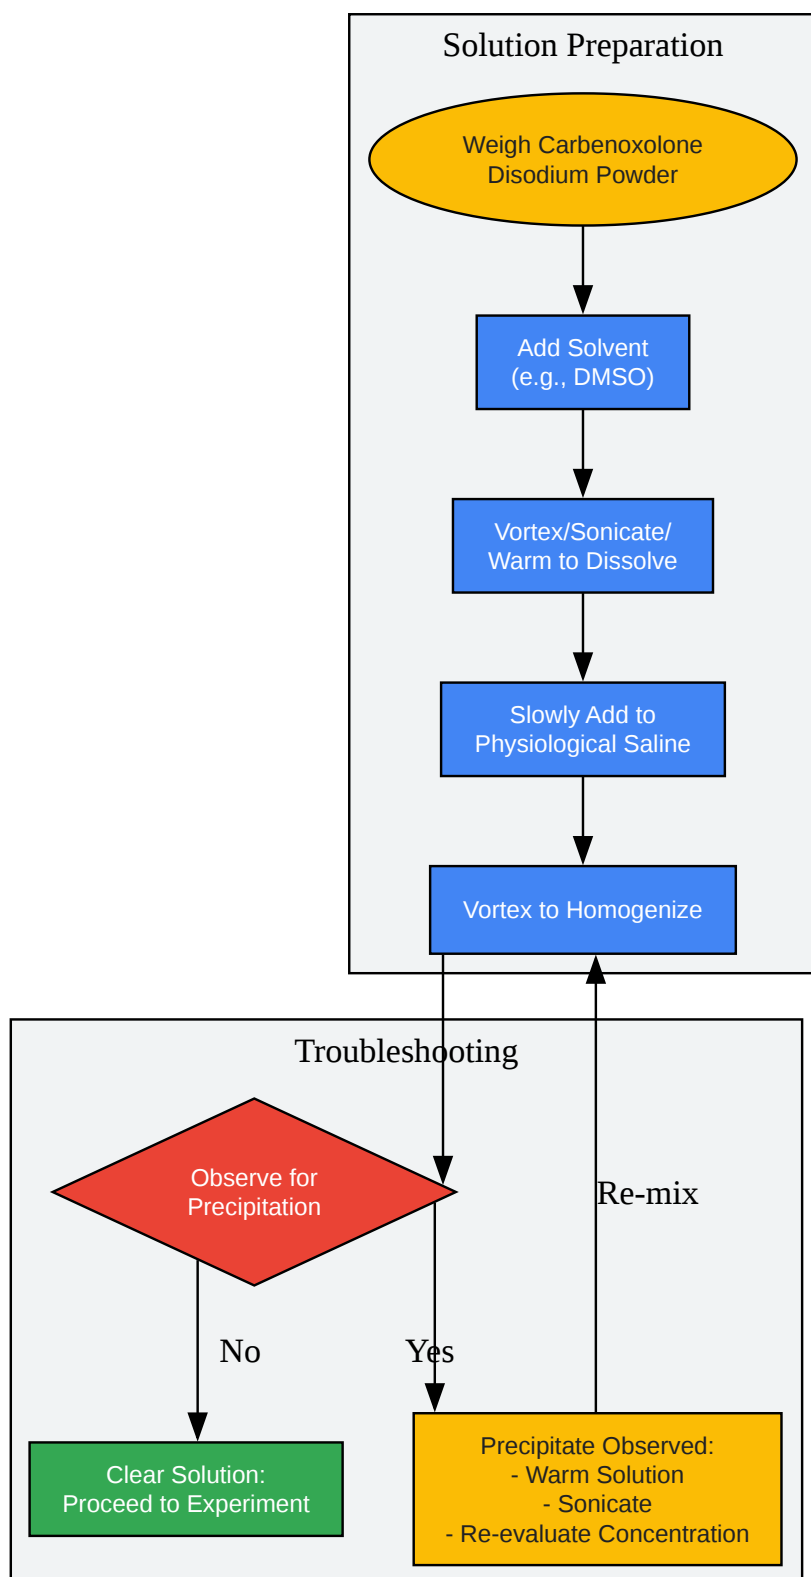 Solution Preparation
Weigh Carbenoxolone
Disodium Powder
Add Solvent
(e.g., DMSO)
Vortex/Sonicate/
Warm to Dissolve
Slowly Add to
Physiological Saline
Vortex to Homogenize
Troubleshooting
Observe for
Precipitation
Re-mix
No
Yes
Clear Solution:
Proceed to Experiment
Precipitate Observed:
- Warm Solution
- Sonicate
- Re-evaluate Concentration